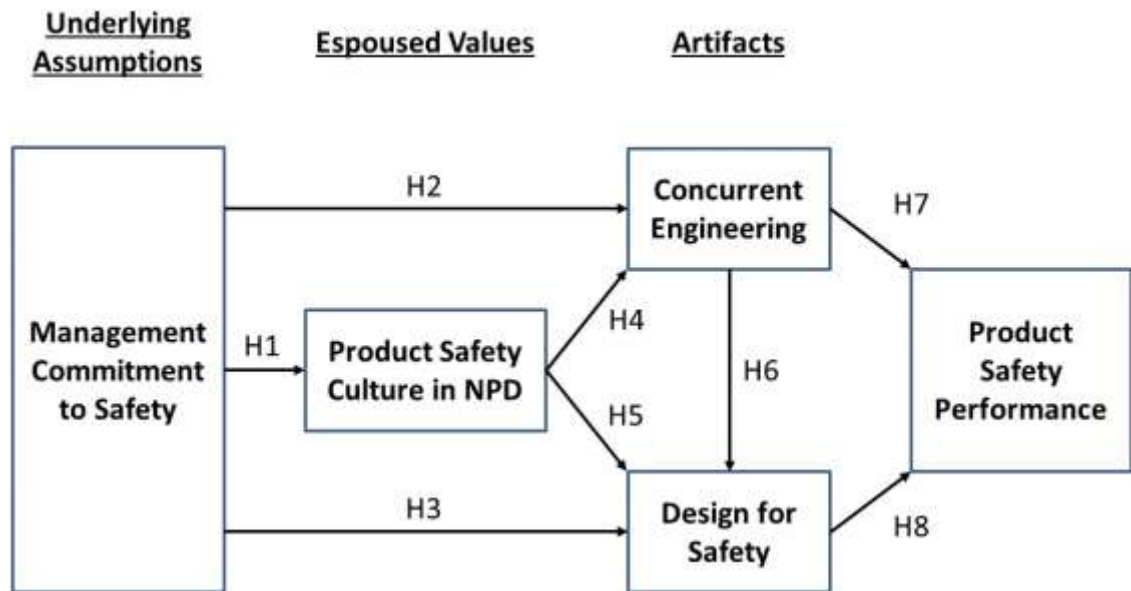 Underlying
Assumptions
Espoused Values
Artifacts
H2
Concurrent
Engineering
H7
Management
Commitment
to Safety
H1
Product Safety
Culture in NPD
H4
H5
H6
Product
Safety
Performance
H3
Design for
Safety
H8